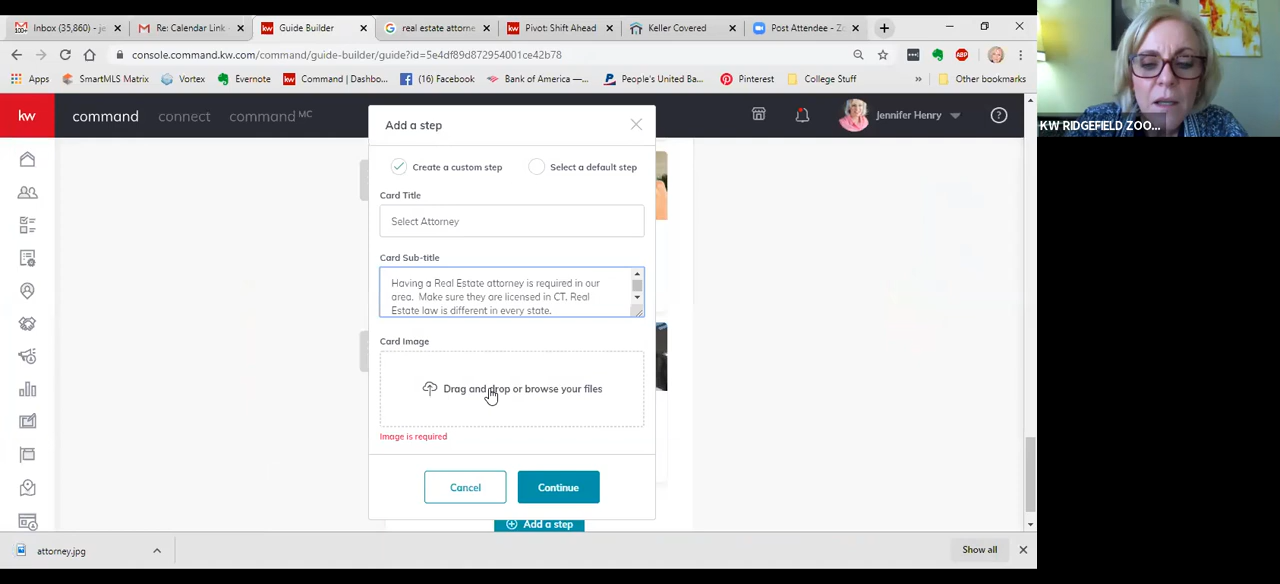 Inbox (35,860) - je
Re: Calendar Link -
kw Guide Builder
real estate attorne
kw Pivot: Shift Ahead
Keller Covered
Post Attendee - Zo
console.command.kw.com/command/guide-builder/guide?id=5e4df89d872954001ce42b78
ABP
Apps
SmartMLS Matrix
Vortex
Evernote
kw Command | Dashbo...
(16) Facebook
Bank of America –...
People's United Ba...
Pinterest
College Stuff
»
Other bookmarks
kw
command
connect
command MC
Jennifer Henry
KW RIDGEFIELD ZOO...
Add a step
Create a custom step
Select a default step
Card Title
Select Attorney
Card Sub-title
Having a Real Estate attorney is required in our
area. Make sure they are licensed in CT. Real
Estate law is different in every state.
Card Image
Drag and drop or browse your files
Image is required
Cancel
Continue
Add a step
attorney.jpg
Show all